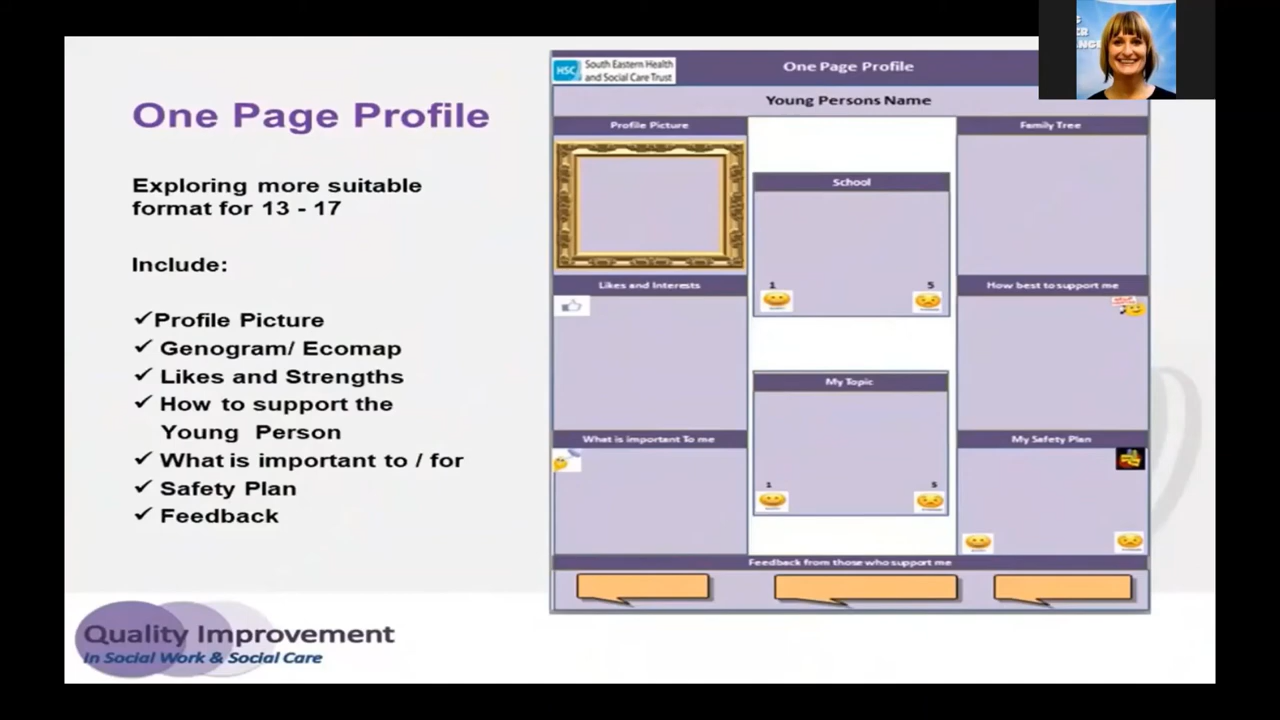 One Page Profile
Exploring more suitable
format for 13 - 17
Include:
Profile Picture
Genogram/ Ecomap
Likes and Strengths
How to support the
Young Person
What is important to / for
Safety Plan
Feedback
Quality Improvement
in Social Work & Social Care
HSC
South Eastern Health
and Social Care Trust
One Page Profile
Young Persons Name
Profile Picture
Family Tree
School
1
5
Likes and Interests
How best to support me
My Topic
1
5
What is important To me
My Safety Plan
Feedback from those who support me